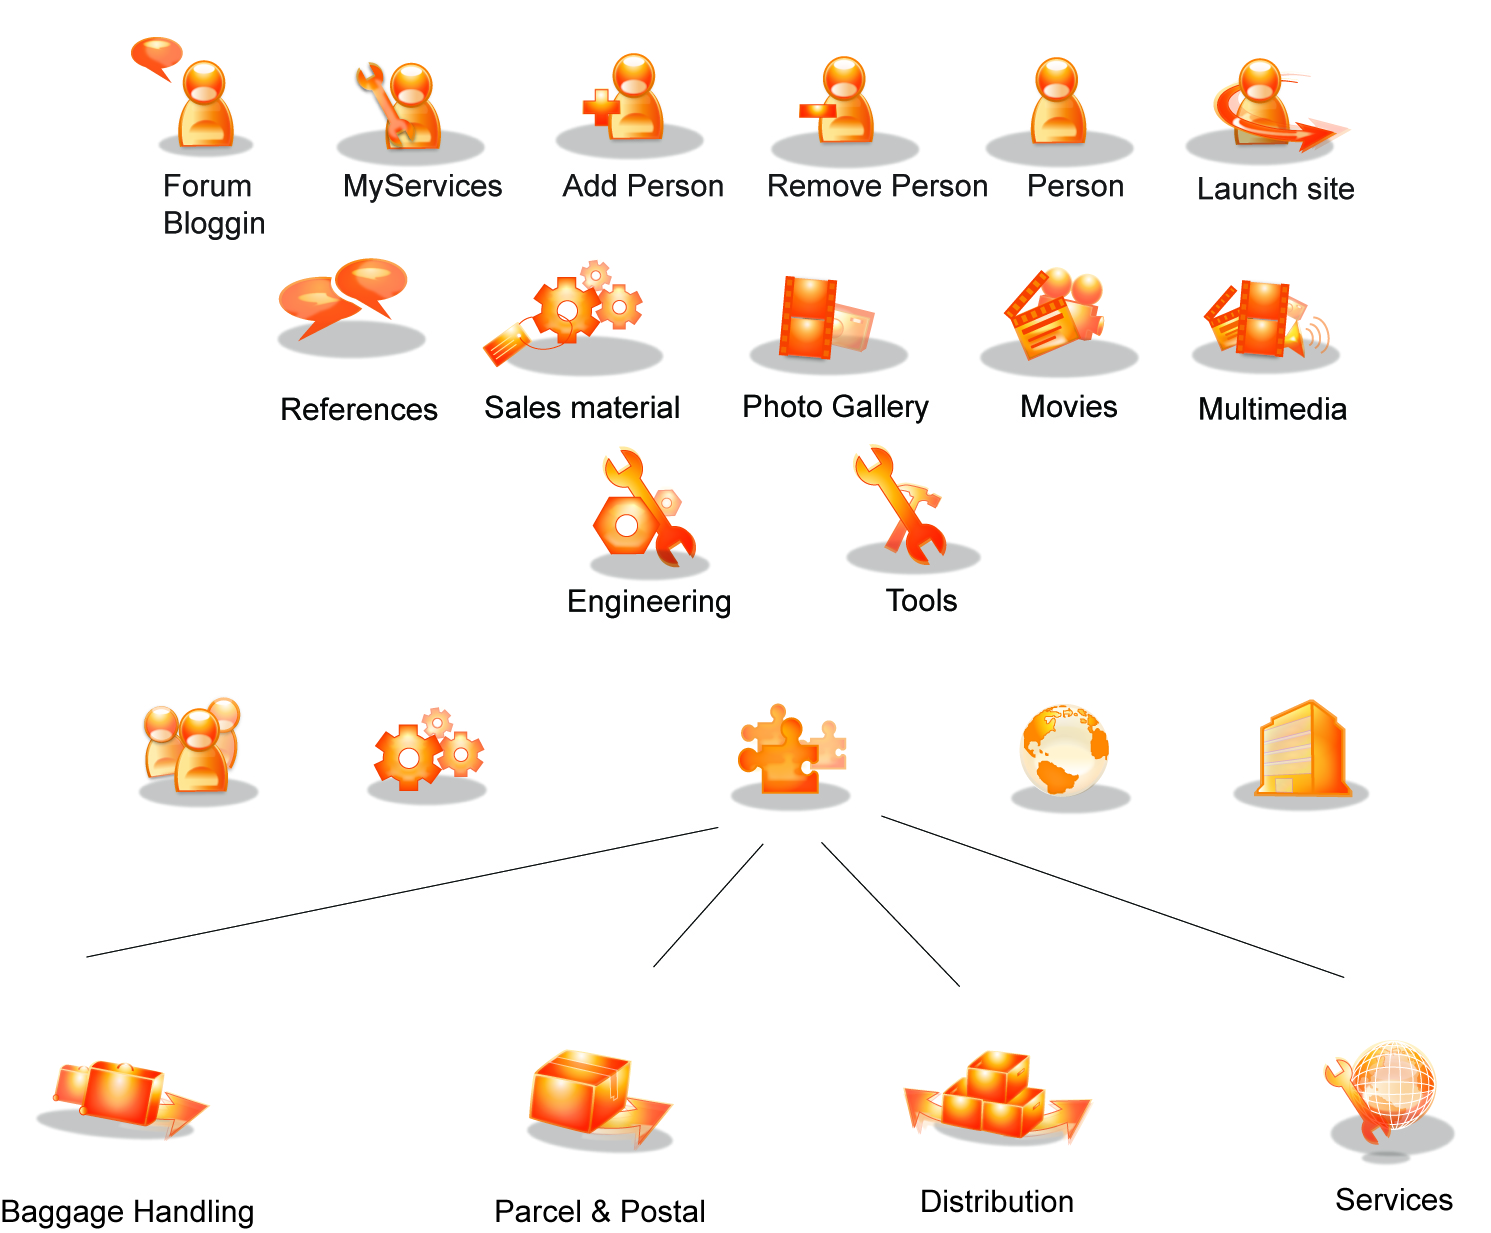 Forum
Bloggin
MyServices
Add Person
Remove Person
Person
Launch site
References
Sales material
Photo Gallery
Movies
Multimedia
Engineering
Tools
Baggage Handling
Parcel & Postal
Distribution
Services